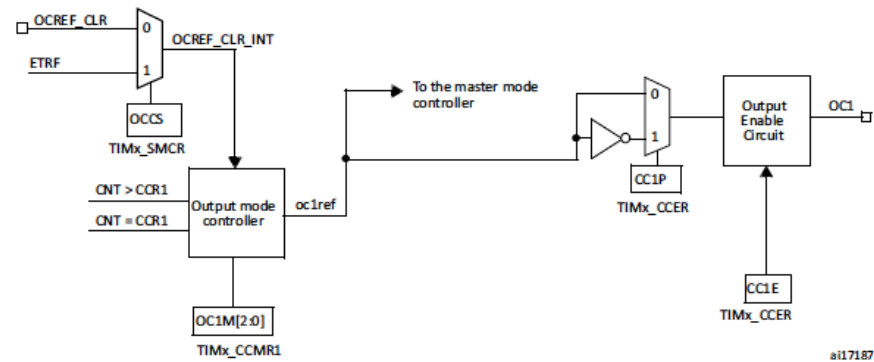 OCREF_CLR
0
OCREF_CLR_INT
ETRF
1
OCCS
TIMx_SMCR
To the master mode
controller
0
1
CC1P
TIMx_CCER
Output
Enable
Circuit
OC1
CNT > CCR1
CNT = CCR1
Output mode
controller
oc1ref
OC1M[2:0]
TIMx_CCMR1
CC1E
TIMx_CCER
ai17187